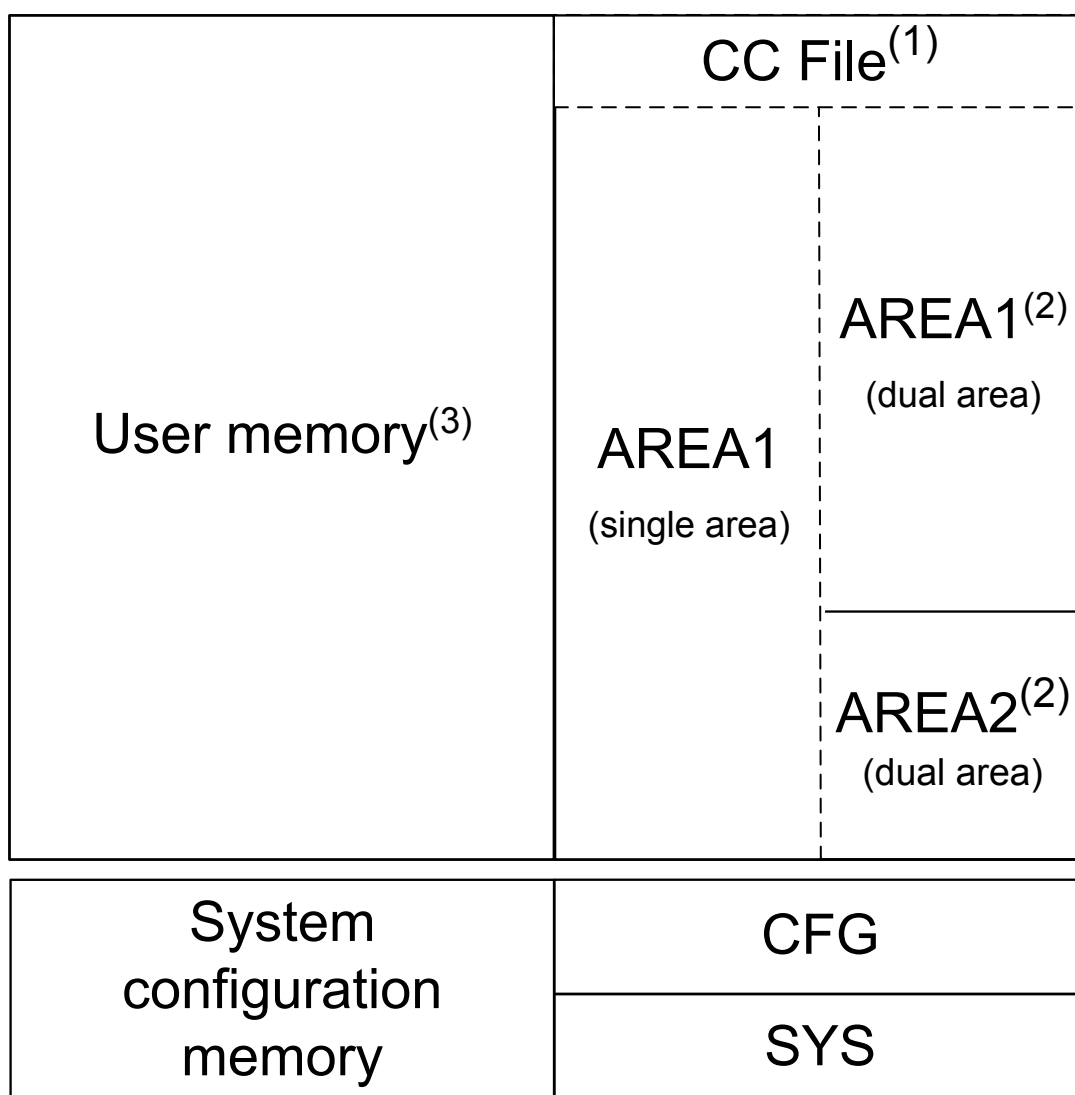 CC File(1)
User memory(3)
AREA1
(single area)
AREA1(2)
(dual area)
AREA2(2)
(dual area)
System
configuration
memory
CFG
SYS